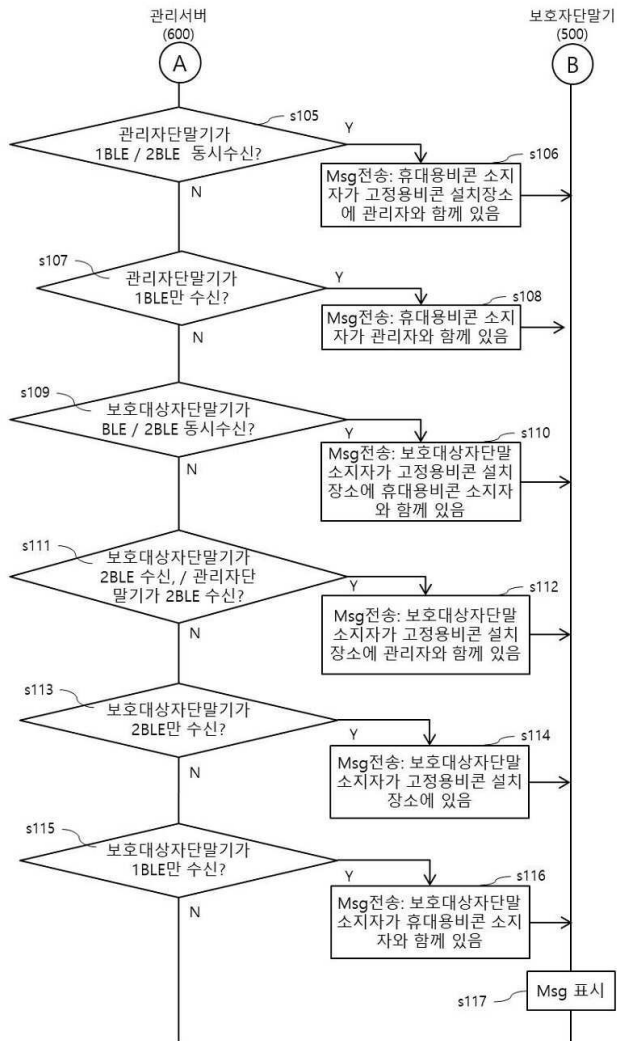 관리서버
(600)
A
보호자단말기
(500)
B
s105
관리자단말기가
1BLE / 2BLE 동시수신?
Y
N
s106
Msg전송: 휴대용비콘 소지
자가 고정용비콘 설치장소
에 관리자와 함께 있음
s107
관리자단말기가
1BLE만 수신?
Y
N
s108
Msg전송: 휴대용비콘 소지
자가 관리자와 함께 있음
s109
보호대상자단말기가
BLE / 2BLE 동시수신?
Y
N
s110
Msg전송: 보호대상자단말
소지자가 고정용비콘 설치
장소에 휴대용비콘 소지자
와 함께 있음
s111
보호대상자단말기가
2BLE 수신, / 관리자단
말기가 2BLE 수신?
Y
N
s112
Msg전송: 보호대상자단말
소지자가 고정용비콘 설치
장소에 관리자와 함께 있음
s113
보호대상자단말기가
2BLE만 수신?
Y
N
s114
Msg전송: 보호대상자단말
소지자가 고정용비콘 설치
장소에 있음
s115
보호대상자단말기가
1BLE만 수신?
Y
N
s116
Msg전송: 보호대상자단말
소지자가 휴대용비콘 소지
자와 함께 있음
s117
Msg 표시